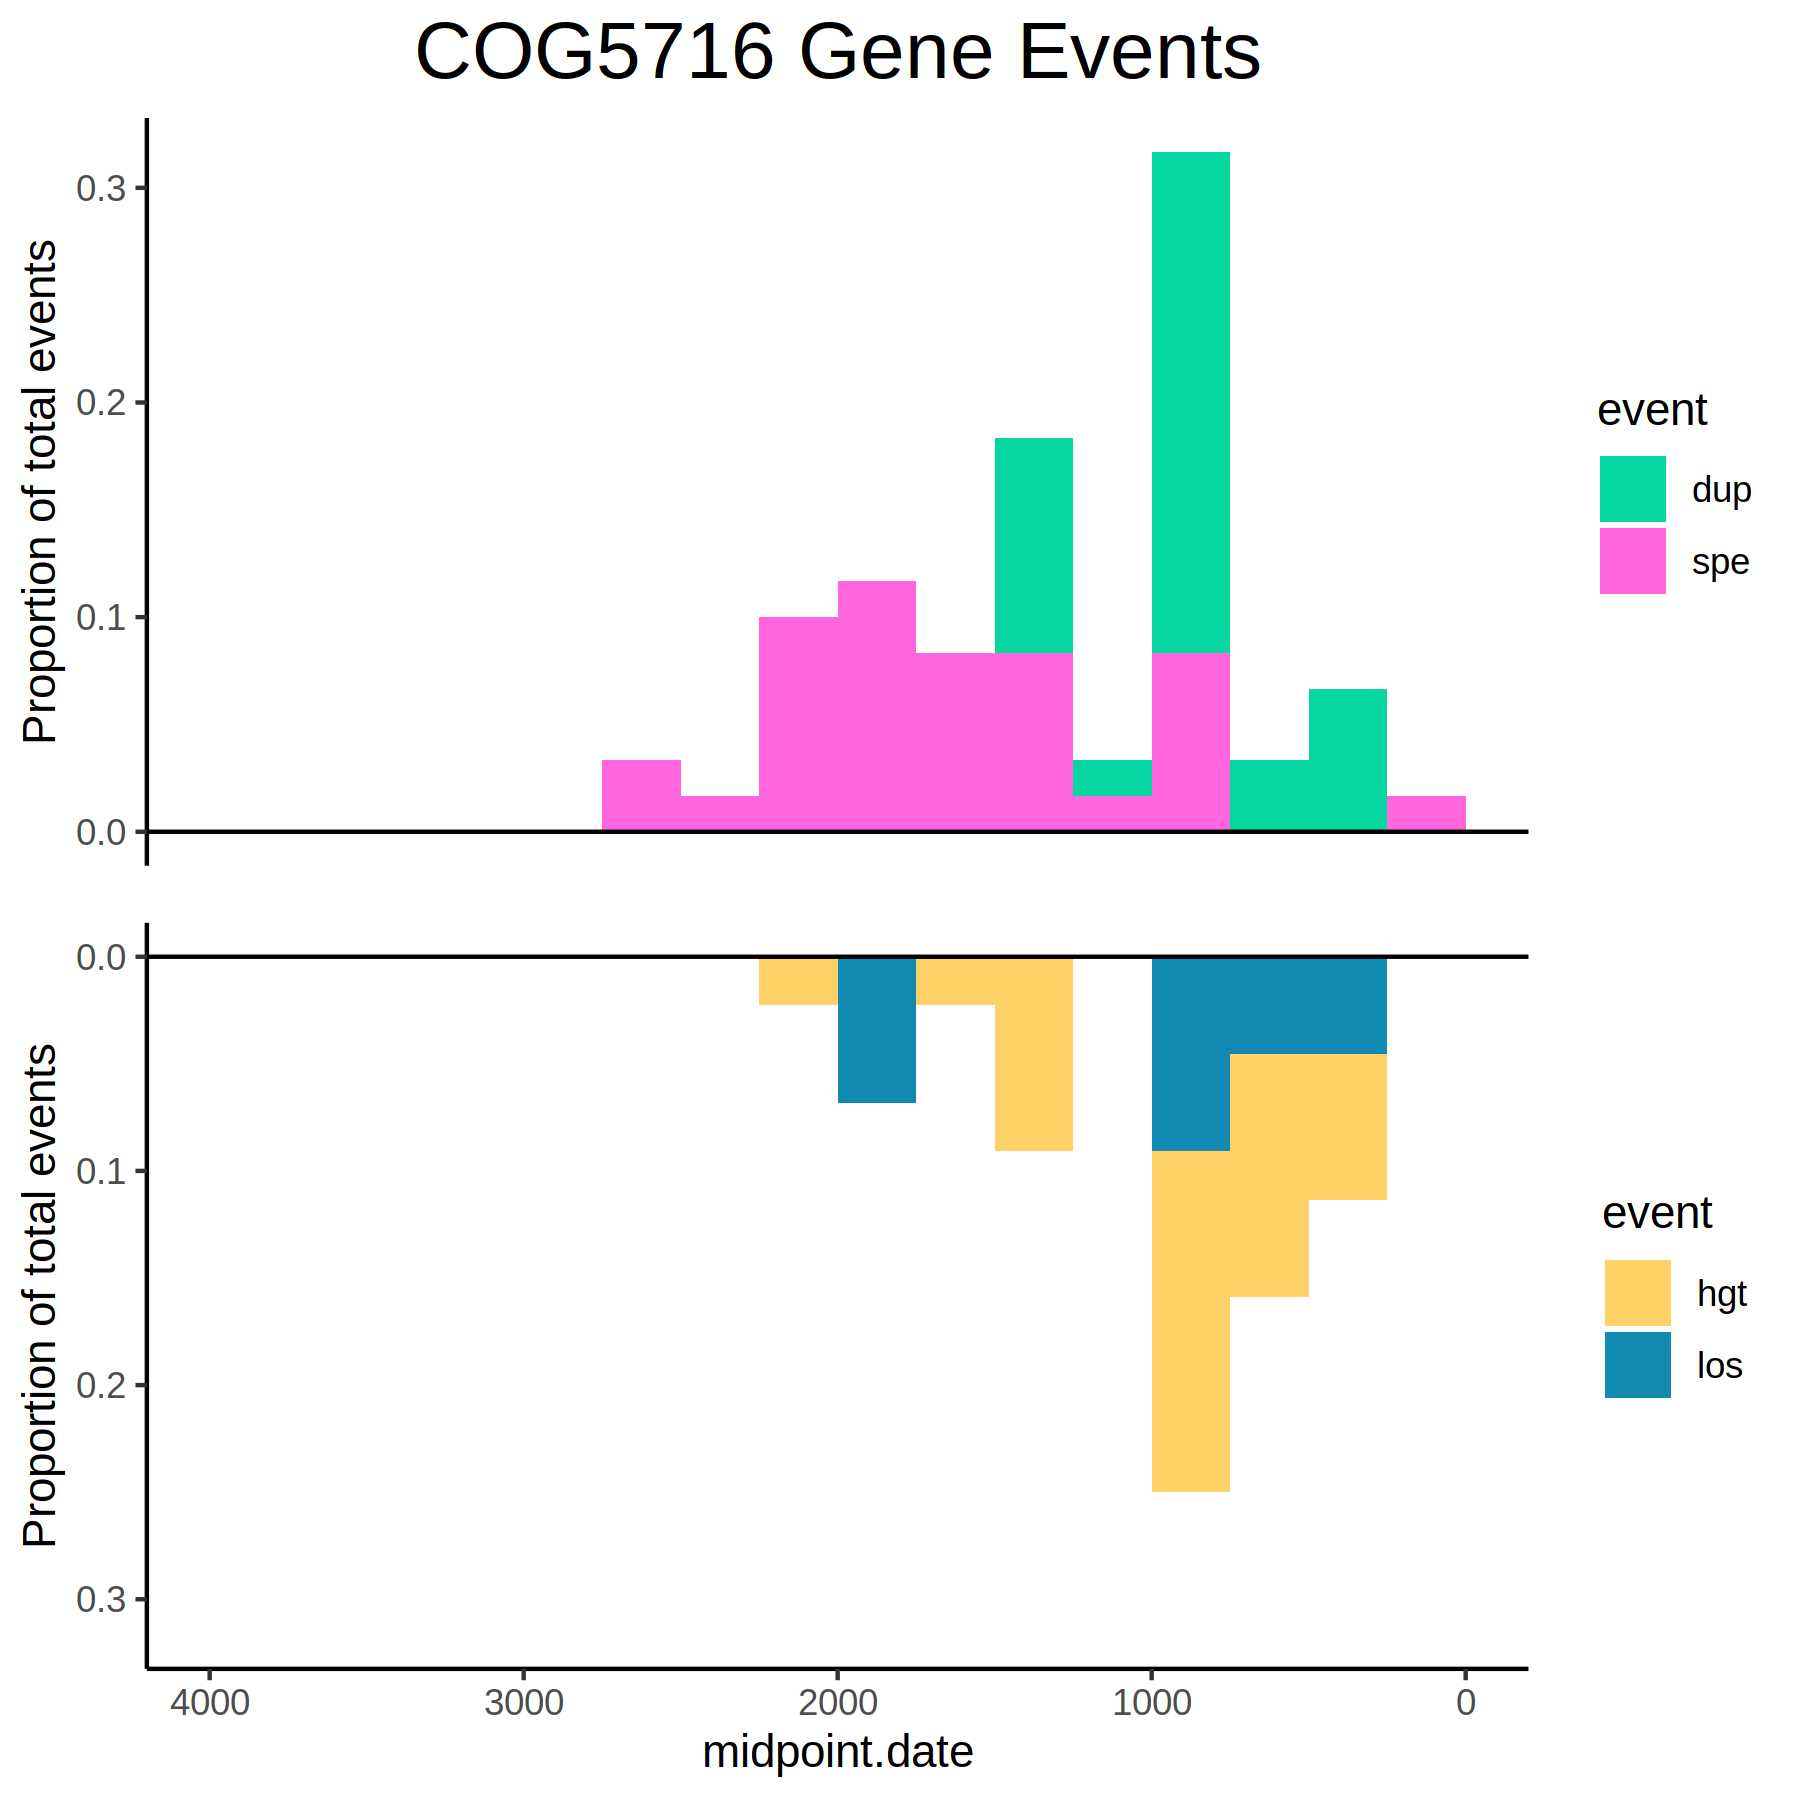 COG5716 Gene Events
Proportion of total events
0.3
0.2
0.1
0.0
event
dup
spe
Proportion of total events
0.0
0.1
0.2
0.3
event
hgt
los
4000 3000 2000 1000 0
midpoint.date